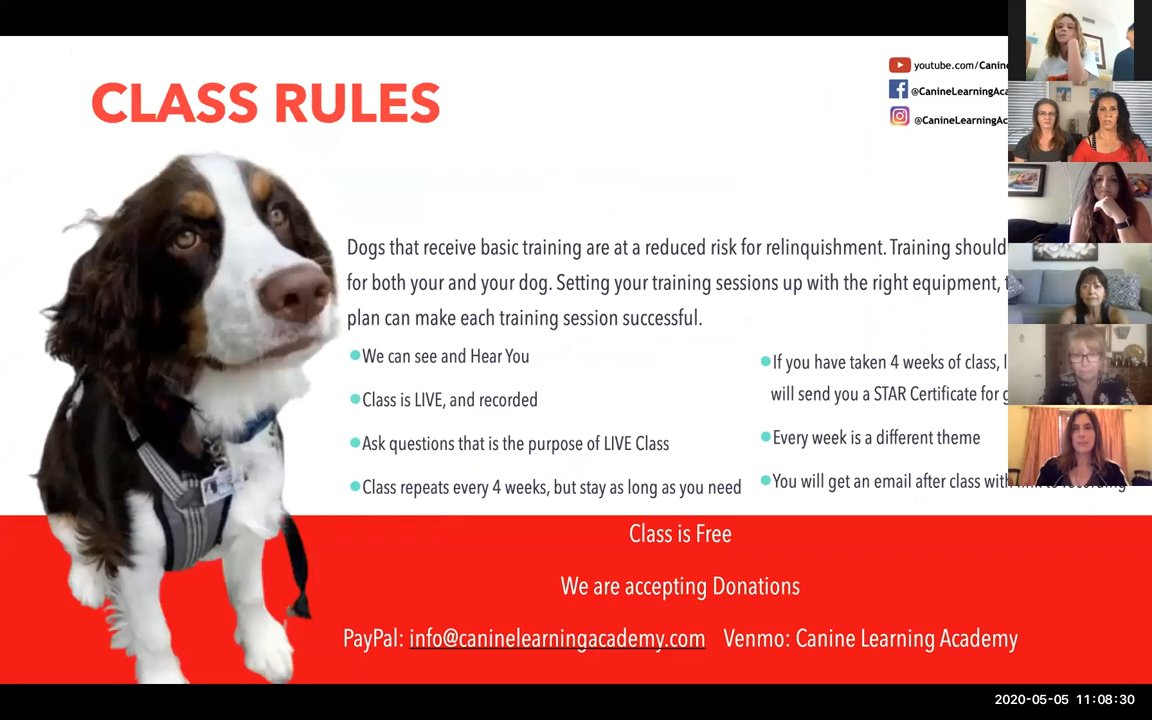 CLASS RULES
youtube.com/Canine
@CanineLearningAca
@CanineLearningAc
Dogs that receive basic training are at a reduced risk for relinquishment. Training should
for both your and your dog. Setting your training sessions up with the right equipment,
plan can make each training session successful.
We can see and Hear You
Class is LIVE, and recorded
Ask questions that is the purpose of LIVE Class
Class repeats every 4 weeks, but stay as long as you need
If you have taken 4 weeks of class,
will send you a STAR Certificate for
Every week is a different theme
You will get an email after class with link to recording
Class is Free
We are accepting Donations
PayPal: info@caninelearningacademy.com Venmo: Canine Learning Academy
2020-05-05 11:08:30